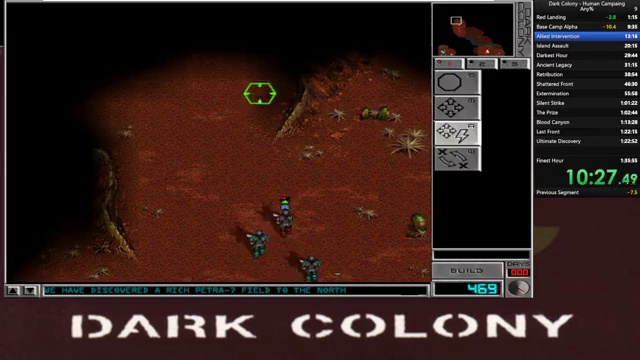 Dark Colony - Human Campaing
Any% 9
Red Landing -3.8 1:15
Base Camp Alpha -10.4 9:35
Allied Intervention 13:16
Island Assault 20:15
Darkest Hour 29:44
Ancient Legacy 31:15
Retribution 38:54
Shattered Front 46:30
Extermination 55:58
Silent Strike 1:01:22
The Prize 1:02:44
Blood Canyon 1:13:28
Last Front 1:22:15
Ultimate Discovery 1:22:52
Finest Hour 1:35:55
10:27.49
Previous Segment -7.5
DARK COLONY
BUILD
DAYS
000
469
WE HAVE DISCOVERED A RICH PETRA-7 FIELD TO THE NORTH
DARK COLONY